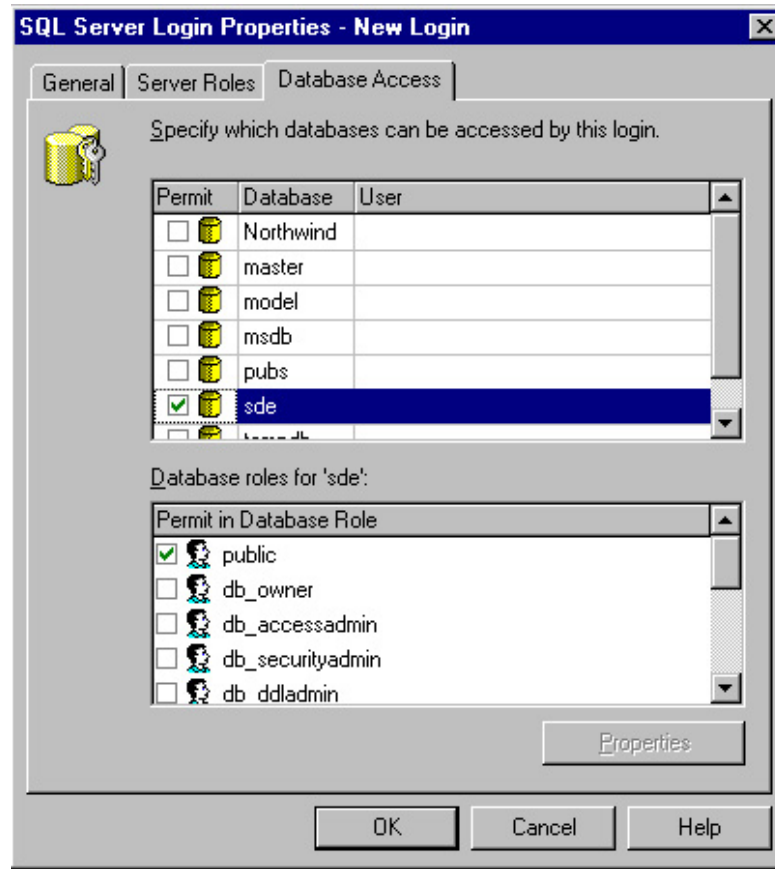 SQL Server Login Properties - New Login
General Server Roles Database Access
Specify which databases can be accessed by this login.
Permit Database User
Northwind
master
model
msdb
pubs
sde
Database roles for 'sde':
Permit in Database Role
public
db_owner
db_accessadmin
db_securityadmin
db_ddladmin
Properties
OK Cancel Help